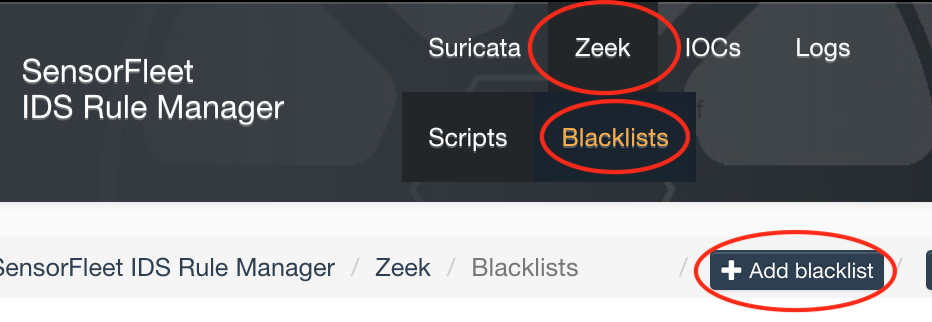 Suricata Zeek IOCs Logs
SensorFleet
IDS Rule Manager
Scripts Blacklists
SensorFleet IDS Rule Manager / Zeek / Blacklists / + Add blacklist /